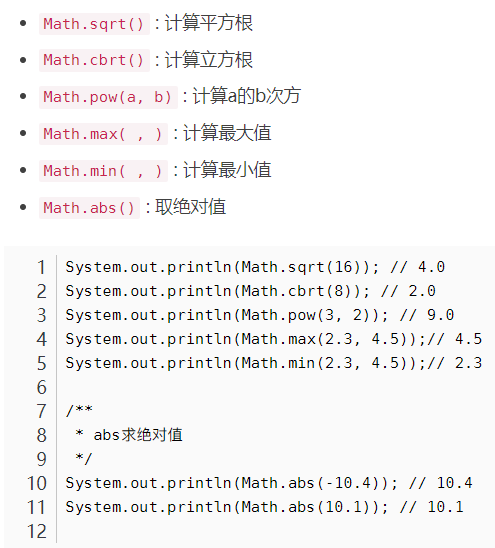 Math.sqrt() : 计算平方根
Math.cbrt() : 计算立方根
Math.pow(a, b) : 计算a的b次方
Math.max( , ) : 计算最大值
Math.min( , ) : 计算最小值
Math.abs() : 取绝对值
1 System.out.println(Math.sqrt(16)); // 4.0
2 System.out.println(Math.cbrt(8)); // 2.0
3 System.out.println(Math.pow(3, 2)); // 9.0
4 System.out.println(Math.max(2.3, 4.5));// 4.5
5 System.out.println(Math.min(2.3, 4.5));// 2.3
6
7 /**
8  * abs求绝对值
9  */
10 System.out.println(Math.abs(-10.4)); // 10.4
11 System.out.println(Math.abs(10.1)); // 10.1
12